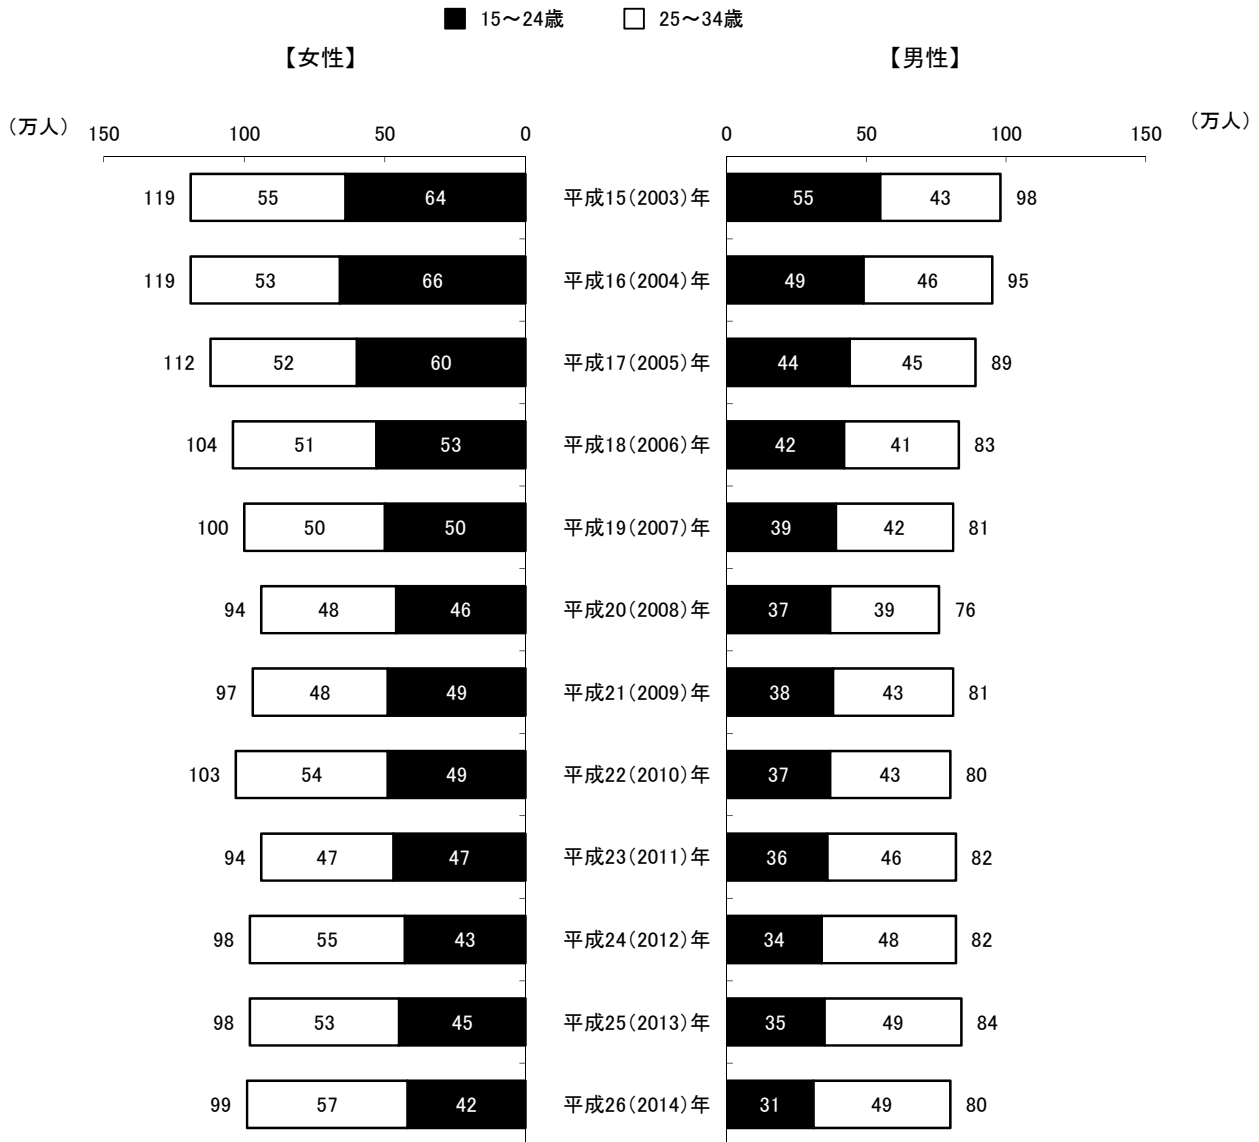 15～24歳 25～34歳
【女性】 【男性】
（万人） 150 100 50 0 0 50 100 150 （万人）
119 55 64 平成15(2003)年 55 43 98
119 53 66 平成16(2004)年 49 46 95
112 52 60 平成17(2005)年 44 45 89
104 51 53 平成18(2006)年 42 41 83
100 50 50 平成19(2007)年 39 42 81
94 48 46 平成20(2008)年 37 39 76
97 48 49 平成21(2009)年 38 43 81
103 54 49 平成22(2010)年 37 43 80
94 47 47 平成23(2011)年 36 46 82
98 55 43 平成24(2012)年 34 48 82
98 53 45 平成25(2013)年 35 49 84
99 57 42 平成26(2014)年 31 49 80